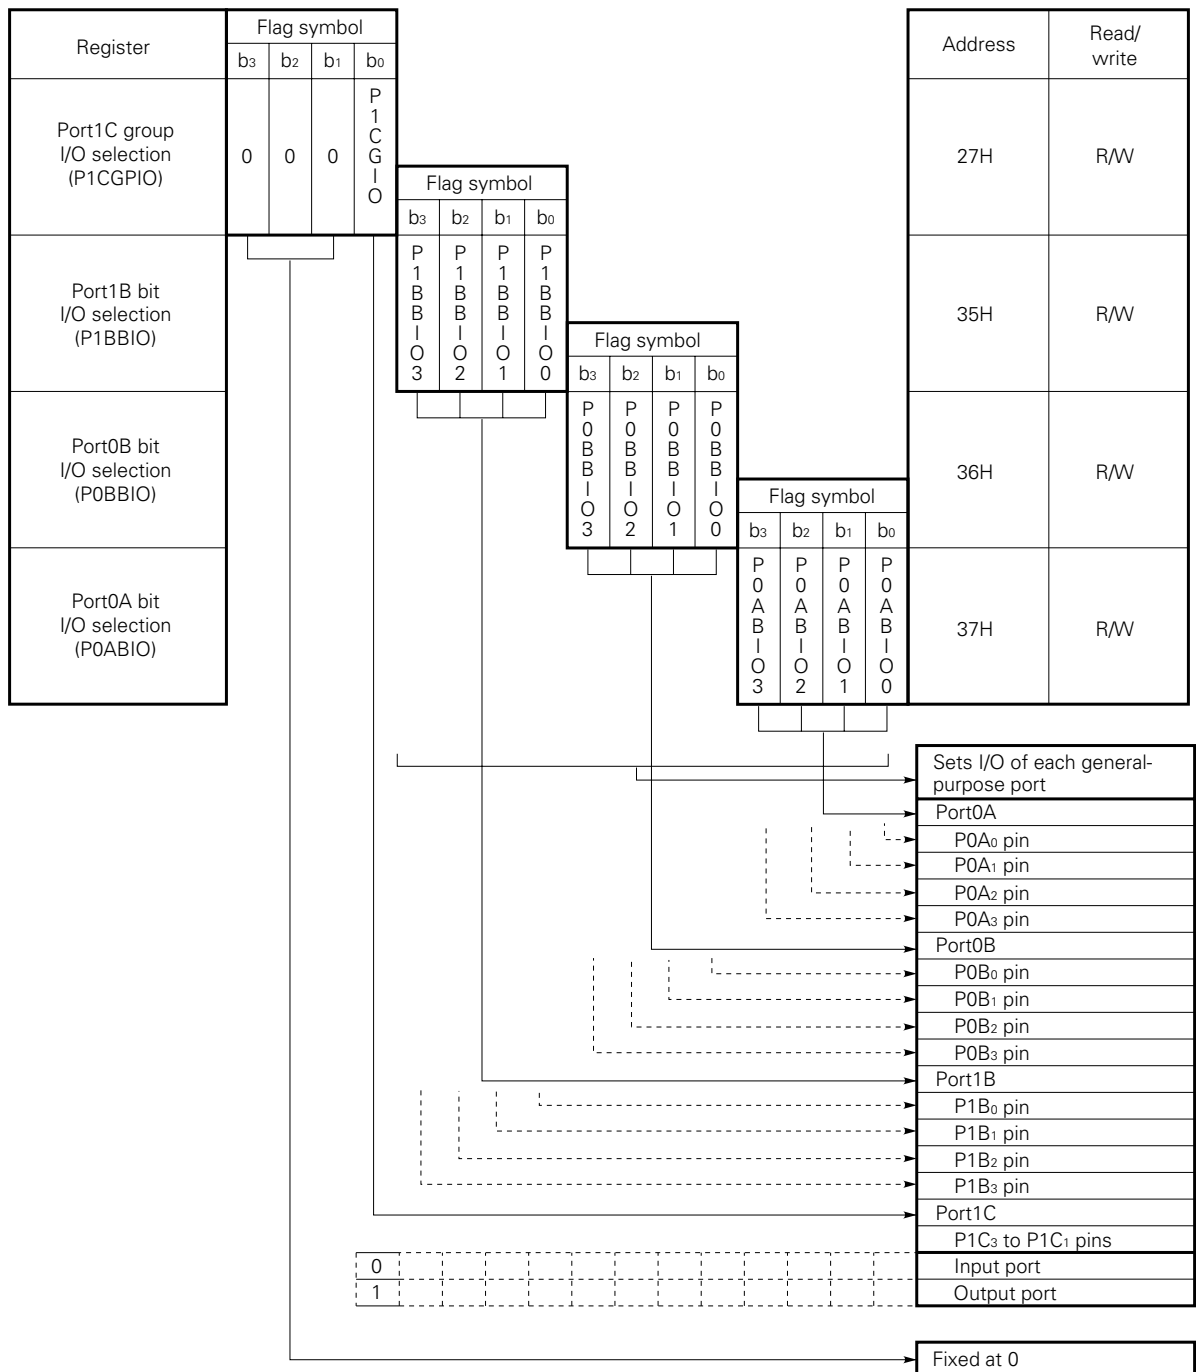 Register
Flag symbol
b3 b2 b1 b0
Address
Read/
write
Port1C group
I/O selection
(P1CGPIO)
0 0 0 P1CGIO
27H
R/W
Flag symbol
b3 b2 b1 b0
Port1B bit
I/O selection
(P1BBIO)
P1BBIO3 P1BBIO2 P1BBIO1 P1BBIO0
35H
R/W
Flag symbol
b3 b2 b1 b0
Port0B bit
I/O selection
(P0BBIO)
P0BBIO3 P0BBIO2 P0BBIO1 P0BBIO0
36H
R/W
Flag symbol
b3 b2 b1 b0
Port0A bit
I/O selection
(P0ABIO)
P0ABIO3 P0ABIO2 P0ABIO1 P0ABIO0
37H
R/W
Sets I/O of each general-
purpose port
Port0A
P0A0 pin
P0A1 pin
P0A2 pin
P0A3 pin
Port0B
P0B0 pin
P0B1 pin
P0B2 pin
P0B3 pin
Port1B
P1B0 pin
P1B1 pin
P1B2 pin
P1B3 pin
Port1C
P1C3 to P1C1 pins
0 Input port
1 Output port
Fixed at 0